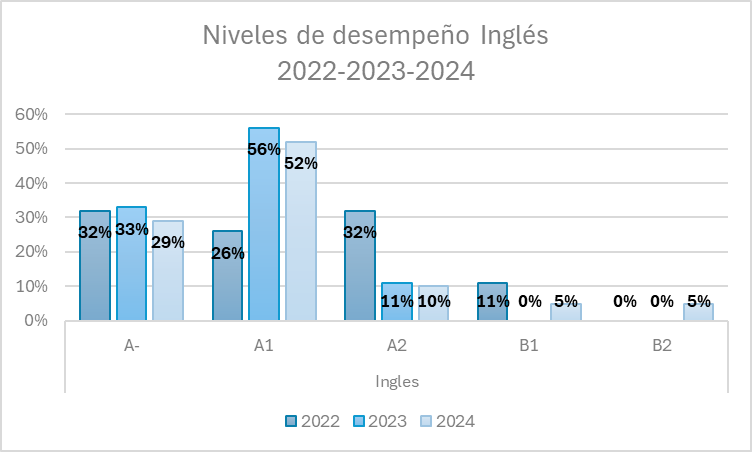 Niveles de desempeño Inglés
2022-2023-2024
60%
50%
40%
30%
20%
10%
0%
32% 33% 29%
26% 56% 52%
32% 11% 10%
11% 0% 5%
0% 0% 5%
A- A1 A2 B1 B2
Ingles
2022 2023 2024